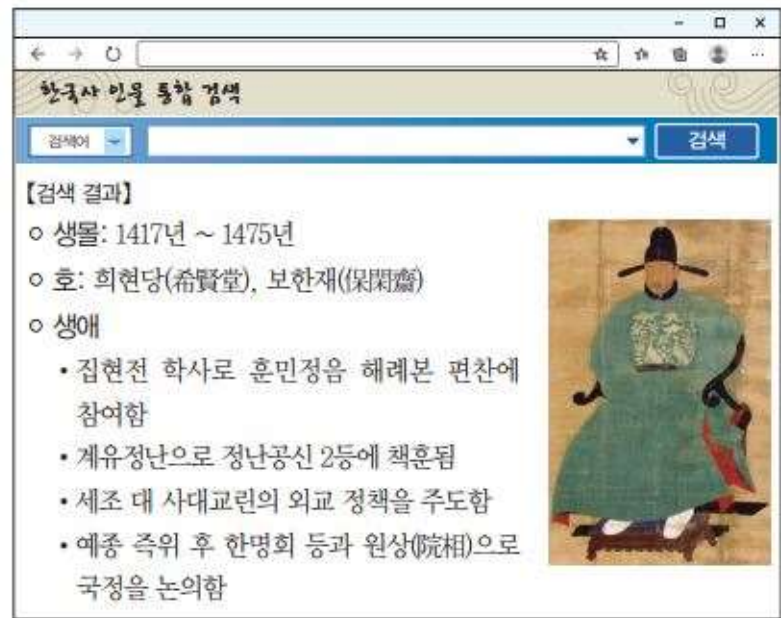 한국사 인물 통합 검색
검색어
검색
【검색 결과】
○ 생몰: 1417년 ~ 1475년
○ 호: 희현당(希賢堂), 보한재(保閑齋)
○ 생애
• 집현전 학사로 훈민정음 해례본 편찬에
참여함
• 계유정난으로 정난공신 2등에 책훈됨
• 세조 대 사대교린의 외교 정책을 주도함
• 예종 즉위 후 한명회 등과 원상(院相)으로
국정을 논의함